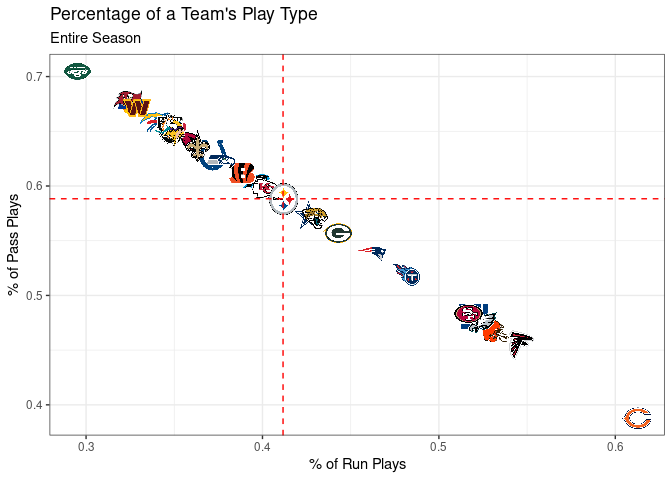 Percentage of a Team's Play Type
Entire Season
0.7
0.6
0.5
0.4
% of Pass Plays
0.3
0.4
0.5
0.6
% of Run Plays